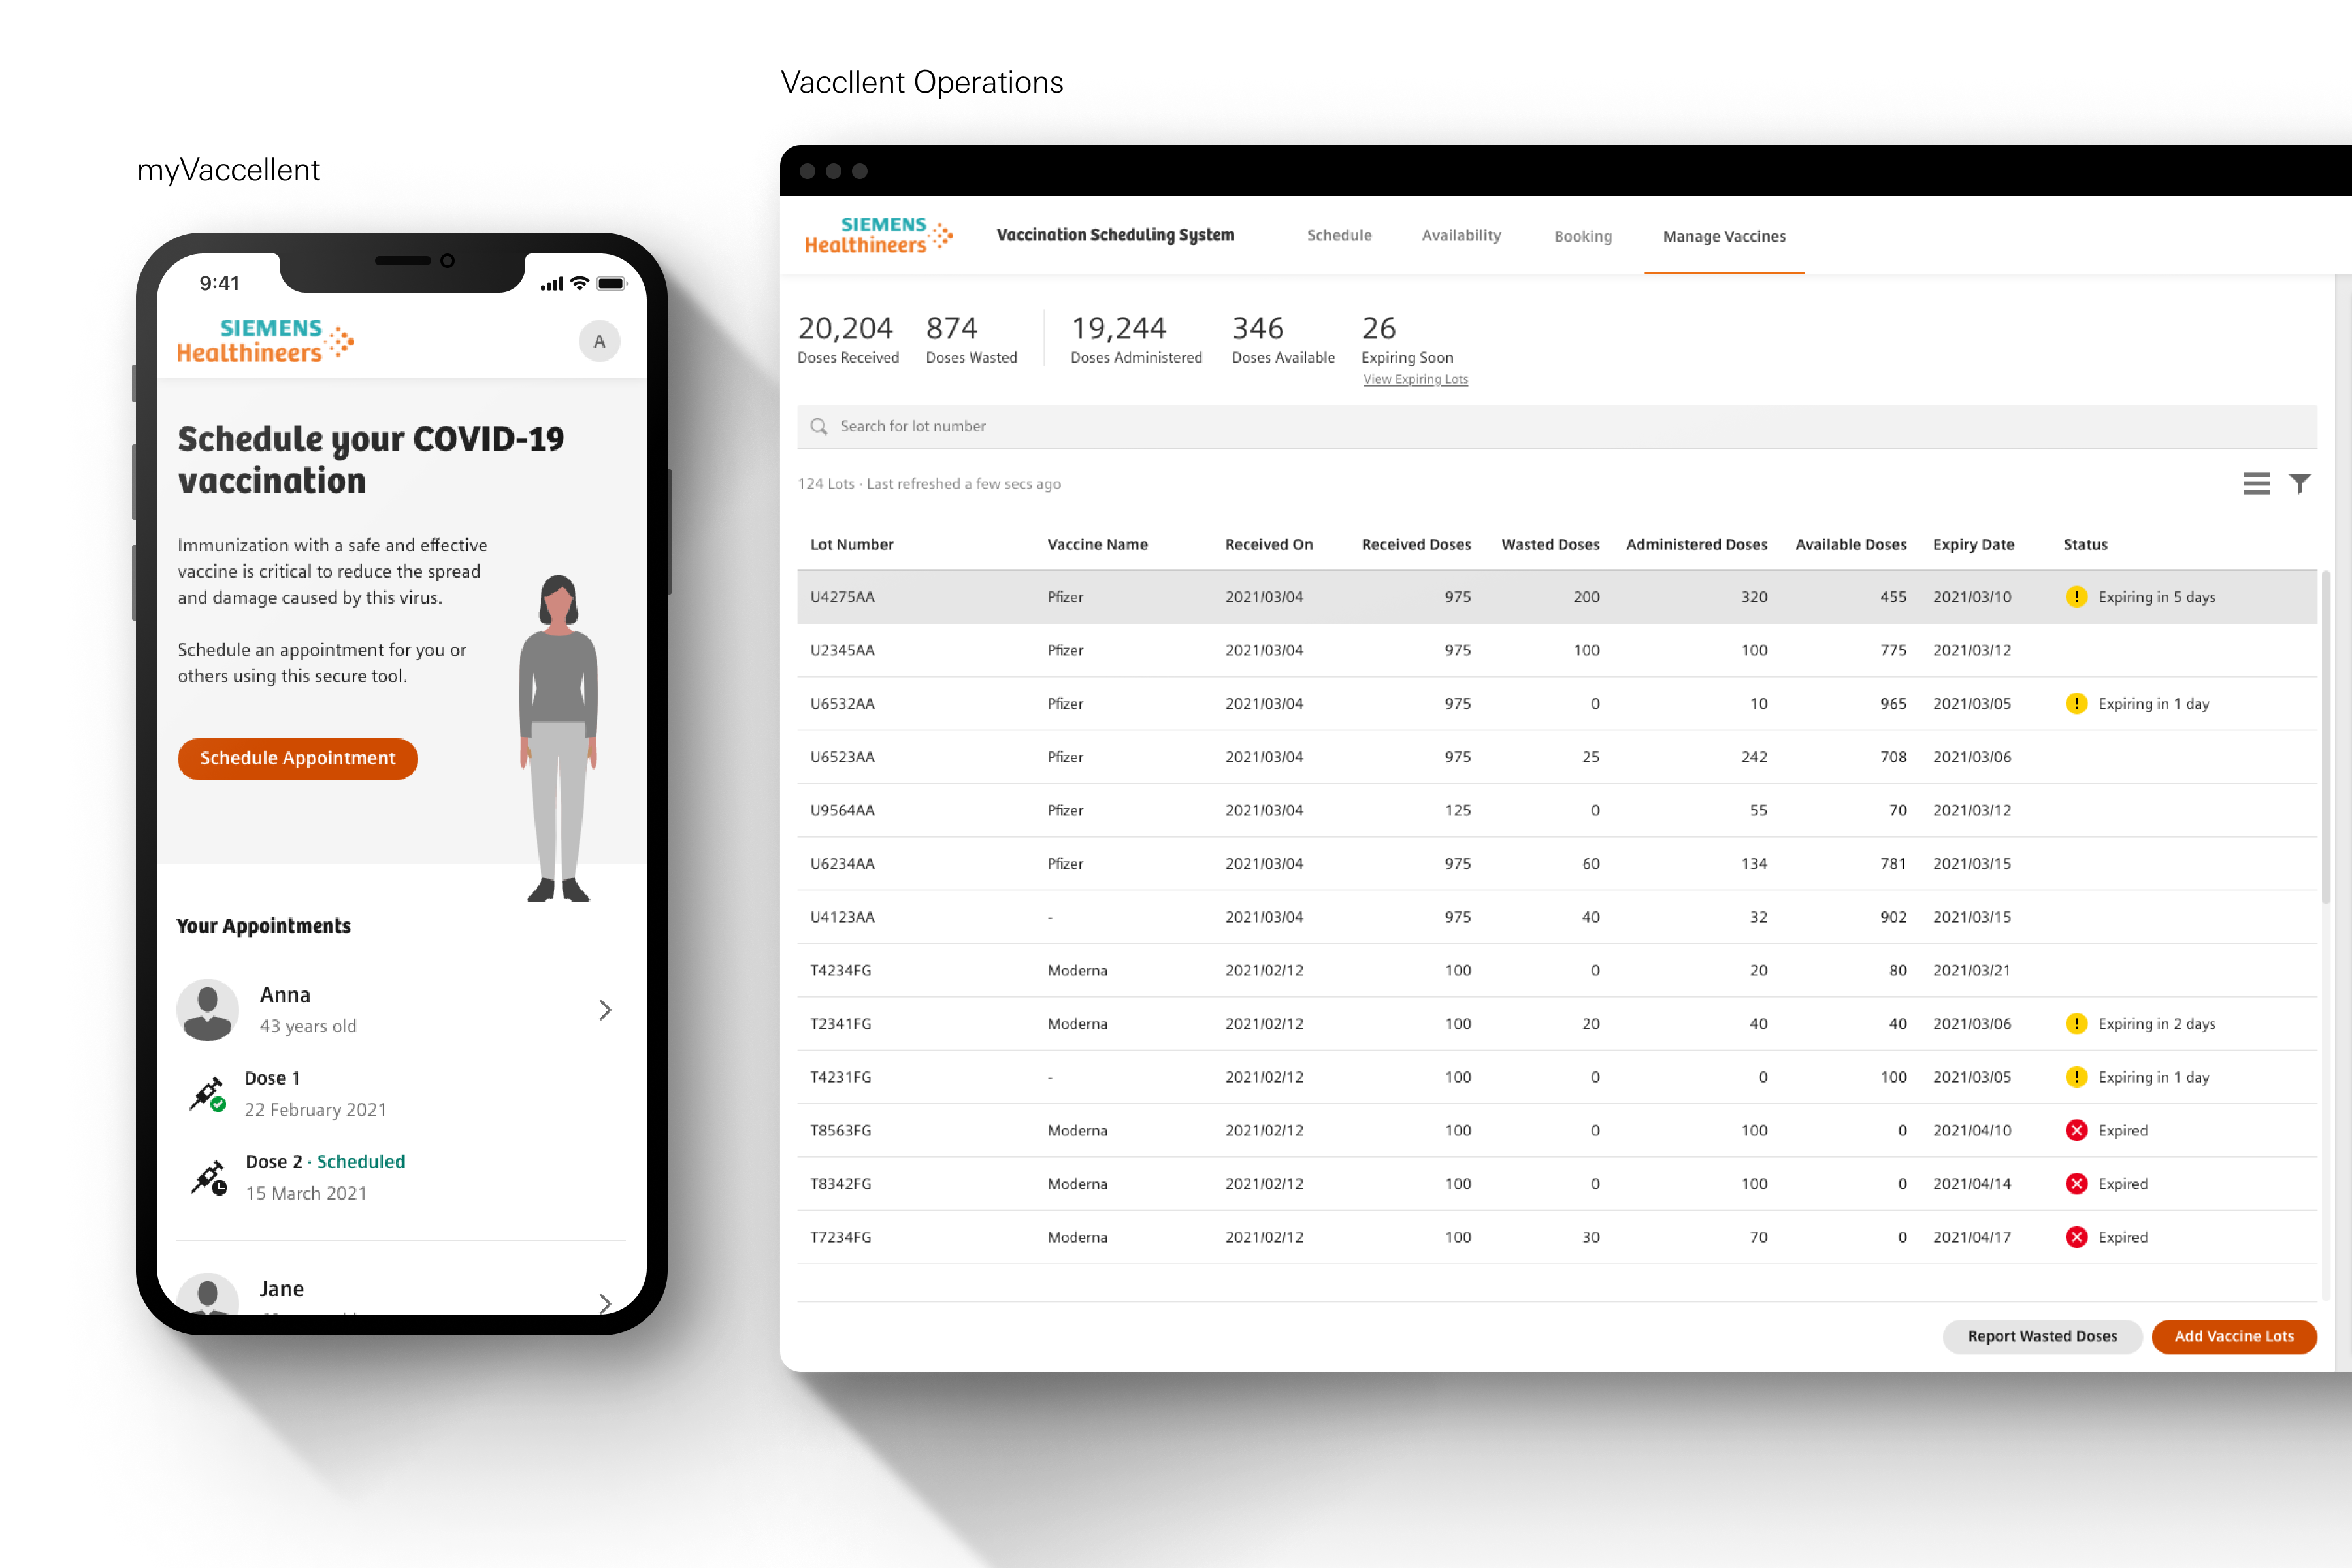 Vaccllent Operations
myVaccellent
9:41
SIEMENS
Healthineers
A
Schedule your COVID-19
vaccination
Immunization with a safe and effective
vaccine is critical to reduce the spread
and damage caused by this virus.
Schedule an appointment for you or
others using this secure tool.
Schedule Appointment
Your Appointments
Anna
43 years old
Dose 1
22 February 2021
Dose 2 · Scheduled
15 March 2021
Jane
SIEMENS
Healthineers
Vaccination Scheduling System Schedule Availability Booking Manage Vaccines
20,204 874 19,244 346 26
Doses Received Doses Wasted Doses Administered Doses Available Expiring Soon
View Expiring Lots
Search for lot number
124 Lots · Last refreshed a few secs ago
Lot Number Vaccine Name Received On Received Doses Wasted Doses Administered Doses Available Doses Expiry Date Status
U4275AA Pfizer 2021/03/04 975 200 320 455 2021/03/10 ! Expiring in 5 days
U2345AA Pfizer 2021/03/04 975 100 100 775 2021/03/12
U6532AA Pfizer 2021/03/04 975 0 10 965 2021/03/05 ! Expiring in 1 day
U6523AA Pfizer 2021/03/04 975 25 242 708 2021/03/06
U9564AA Pfizer 2021/03/04 125 0 55 70 2021/03/12
U6234AA Pfizer 2021/03/04 975 60 134 781 2021/03/15
U4123AA - 2021/03/04 975 40 32 902 2021/03/15
T4234FG Moderna 2021/02/12 100 0 20 80 2021/03/21
T2341FG Moderna 2021/02/12 100 20 40 40 2021/03/06 ! Expiring in 2 days
T4231FG - 2021/02/12 100 0 0 100 2021/03/05 ! Expiring in 1 day
T8563FG Moderna 2021/02/12 100 0 100 0 2021/04/10 Expired
T8342FG Moderna 2021/02/12 100 0 100 0 2021/04/14 Expired
T7234FG Moderna 2021/02/12 100 30 70 0 2021/04/17 Expired
Report Wasted Doses Add Vaccine Lots